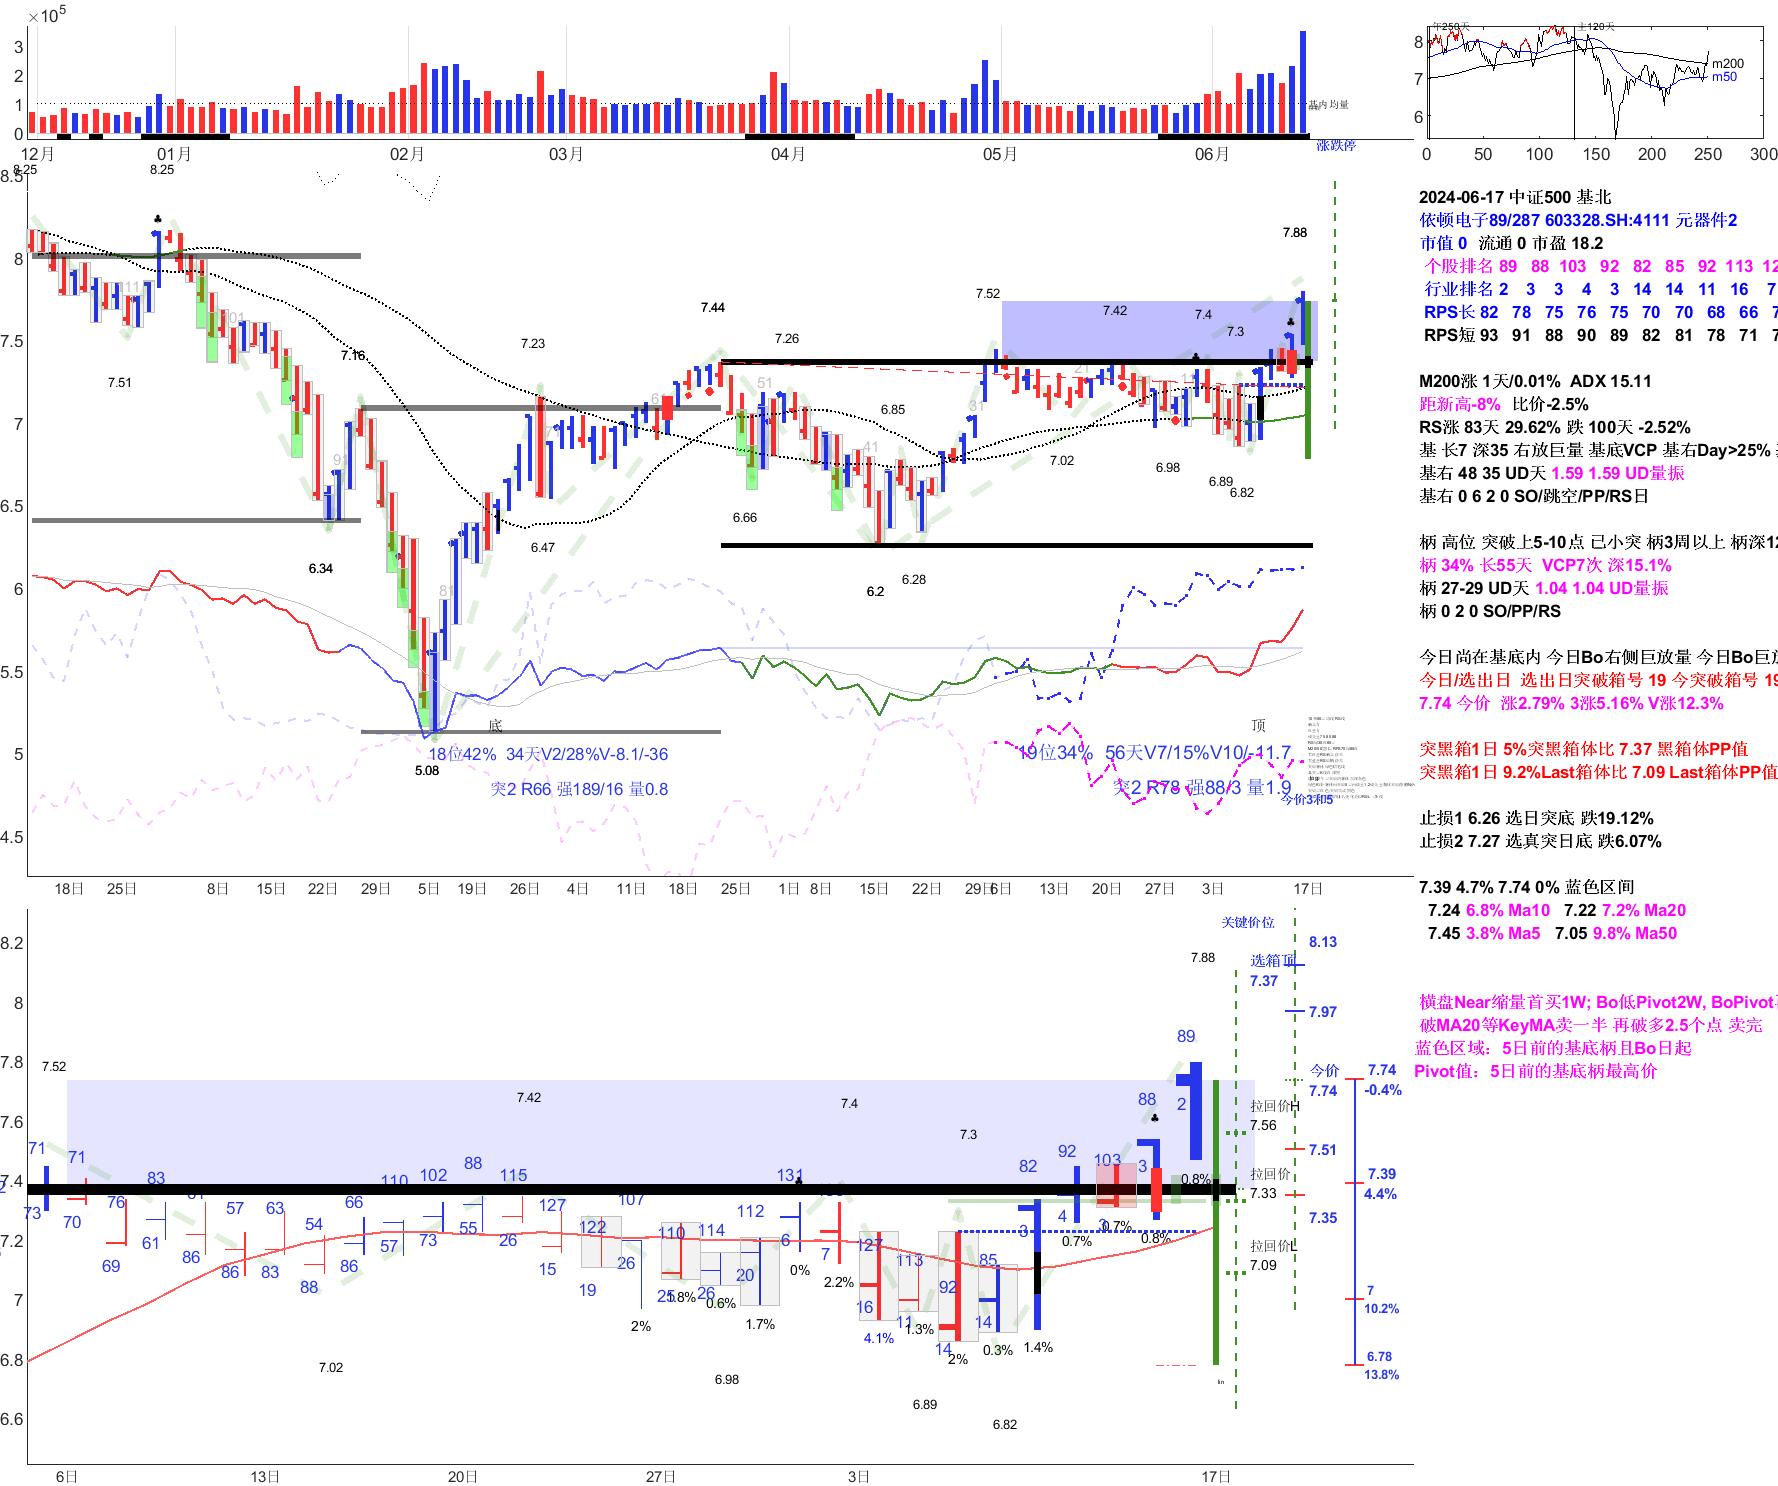 ×10⁵
3
2
1
0
基内均量
12月 01月 02月 03月 04月 05月 06月
涨跌停
年250天 主120天
8
7
6
m200
m50
0 50 100 150 200 250 300
8.25 8.25
8.5
8
7.5
7
6.5
6
5.5
5
4.5
7.88
7.52
7.44
7.42
7.4
7.3
7.26
7.23
7.16
7.51
6.85
7.02
6.98
6.89
6.82
6.66
6.47
6.34
6.28
6.2
5.08
底
18位42% 34天V2/28%V-8.1/-36
突2 R66 强189/16 量0.8
顶
19位34% 56天V7/15%V10/-11.7
突2 R78 强88/3 量1.9
今价3和5
18日 25日 8日 15日 22日 29日 5日 19日 26日 4日 11日 18日 25日 1日 8日 15日 22日 29日 6日 13日 20日 27日 3日 17日
2024-06-17 中证500 基北
依顿电子89/287 603328.SH:4111 元器件2
市值 0 流通 0 市盈 18.2
个股排名 89 88 103 92 82 85 92 113 12
行业排名 2 3 3 4 3 14 14 11 16 7
RPS长 82 78 75 76 75 70 70 68 66 7
RPS短 93 91 88 90 89 82 81 78 71 7
M200涨 1天/0.01% ADX 15.11
距新高-8% 比价-2.5%
RS涨 83天 29.62% 跌 100天 -2.52%
基 长7 深35 右放巨量 基底VCP 基右Day>25%
基右 48 35 UD天 1.59 1.59 UD量振
基右 0 6 2 0 SO/跳空/PP/RS日
柄 高位 突破上5-10点 已小突 柄3周以上 柄深12
柄 34% 长55天 VCP7次 深15.1%
柄 27-29 UD天 1.04 1.04 UD量振
柄 0 2 0 SO/PP/RS
今日尚在基底内 今日Bo右侧巨放量 今日Bo巨放
今日/选出日 选出日突破箱号 19 今突破箱号 19
7.74 今价 涨2.79% 3涨5.16% V涨12.3%
突黑箱1日 5%突黑箱体比 7.37 黑箱体PP值
突黑箱1日 9.2%Last箱体比 7.09 Last箱体PP值
止损1 6.26 选日突底 跌19.12%
止损2 7.27 选真突日底 跌6.07%
7.39 4.7% 7.74 0% 蓝色区间
7.24 6.8% Ma10 7.22 7.2% Ma20
7.45 3.8% Ma5 7.05 9.8% Ma50
横盘Near缩量首买1W; Bo低Pivot2W, BoPivot
破MA20等KeyMA卖一半 再破多2.5个点 卖完
蓝色区域：5日前的基底柄且Bo日起
Pivot值：5日前的基底柄最高价
8.2
8
7.8
7.6
7.4
7.2
7
6.8
6.6
7.52
7.42
7.4
7.3
7.88
7.02
6.98
6.89
6.82
71 71 76 83 57 63 54 66 110 102 88 115 127 122 107 110 114 112 131 127 113 92 85 82 92 103 88 89
73 70 69 61 86 86 83 88 86 57 73 55 26 15 19 26 25 26 20 6 7 16 11 14 14 3 4 3 3 2
2% 1.8% 0.6% 1.7% 0% 2.2% 4.1% 1.3% 2% 0.3% 1.4% 0.7% 0.7% 0.8% 0.8%
关键价位
选箱顶
7.37
拉回价H
7.56
拉回价
7.33
拉回价L
7.09
8.13
7.97
今价
7.74
7.51
7.35
7.74
-0.4%
7.39
4.4%
7
10.2%
6.78
13.8%
6日 13日 20日 27日 3日 17日